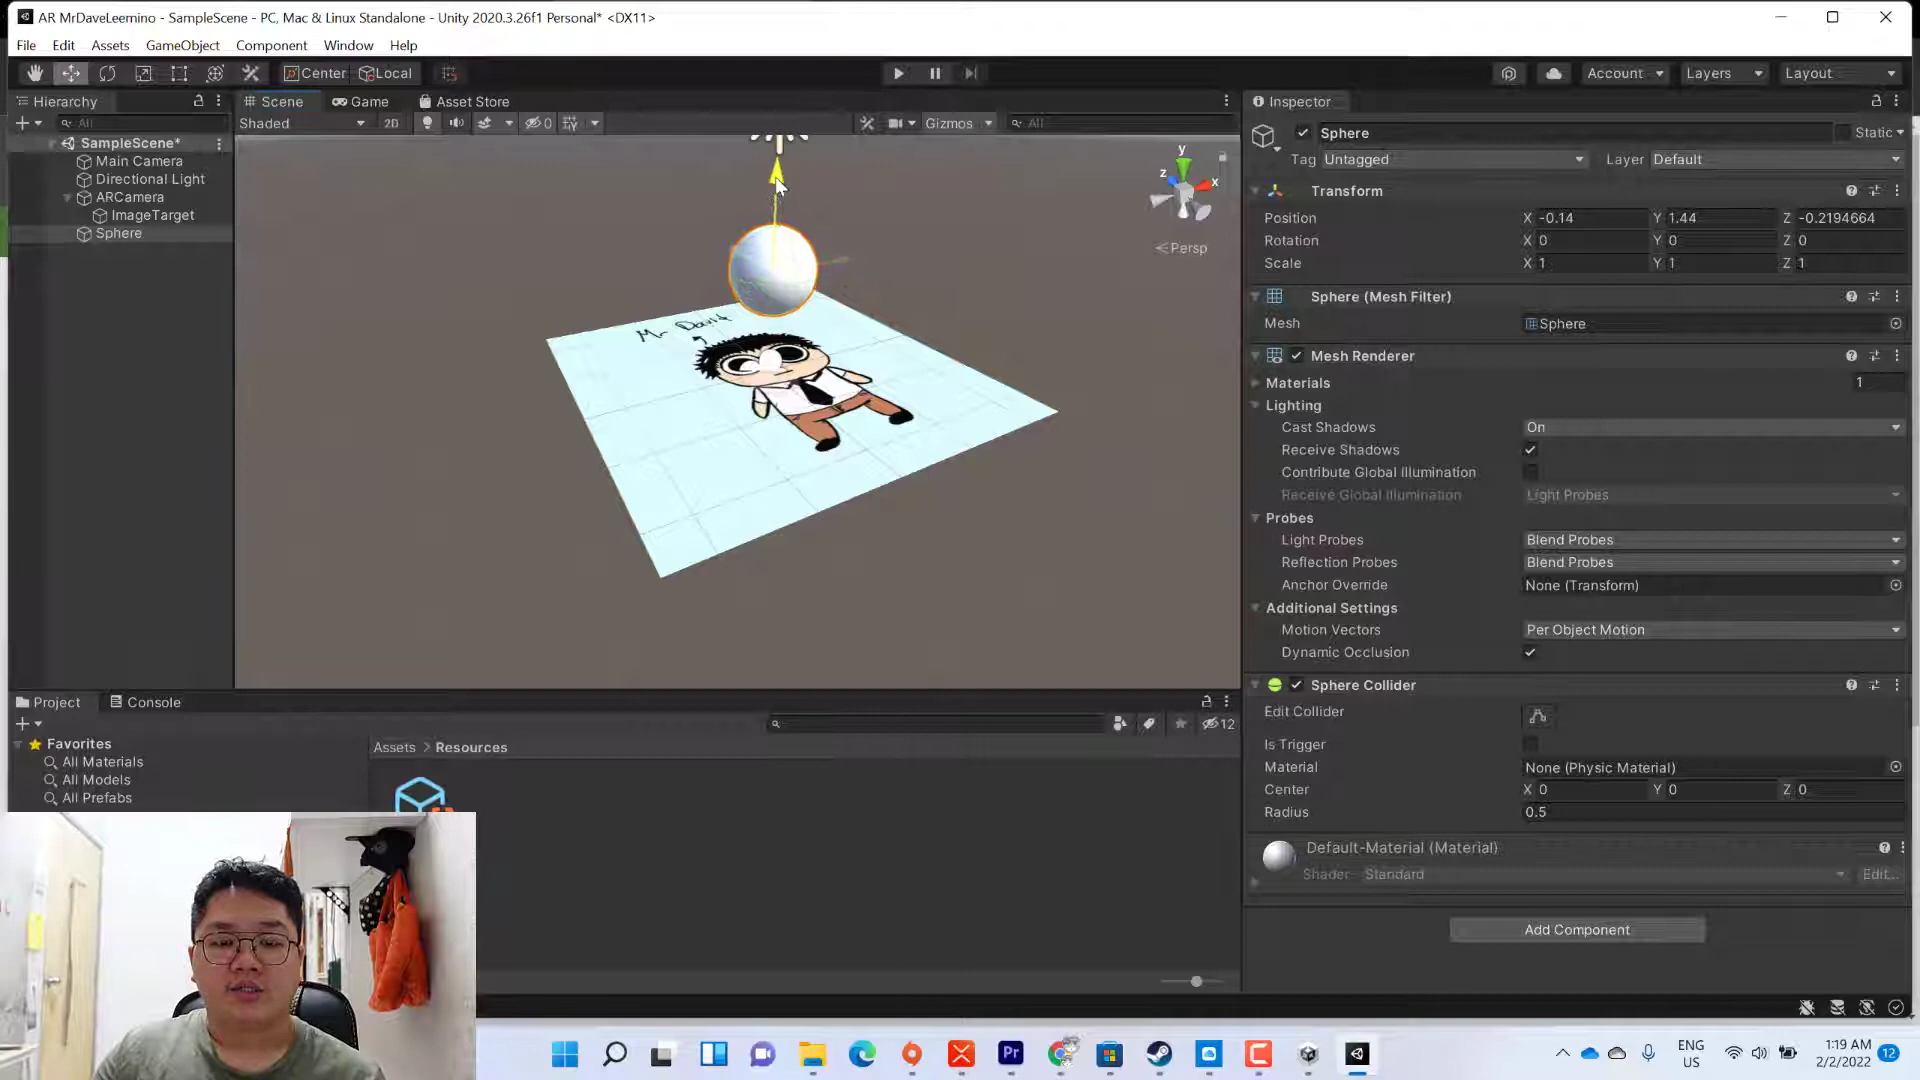 AR MrDaveLeemino - SampleScene - PC, Mac & Linux Standalone - Unity 2020.3.26f1 Personal* <DX11>
File Edit Assets GameObject Component Window Help
Center Local Account Layers Layout
Hierarchy
All
SampleScene*
Main Camera
Directional Light
ARCamera
ImageTarget
Sphere
Scene Game Asset Store
Shaded 2D 0 Gizmos All
y
z x
Persp
Mr David
Inspector
Sphere Static
Tag Untagged Layer Default
Transform
Position X -0.14 Y 1.44 Z -0.2194664
Rotation X 0 Y 0 Z 0
Scale X 1 Y 1 Z 1
Sphere (Mesh Filter)
Mesh Sphere
Mesh Renderer
Materials 1
Lighting
Cast Shadows On
Receive Shadows
Contribute Global Illumination
Receive Global Illumination Light Probes
Probes
Light Probes Blend Probes
Reflection Probes Blend Probes
Anchor Override None (Transform)
Additional Settings
Motion Vectors Per Object Motion
Dynamic Occlusion
Sphere Collider
Edit Collider
Is Trigger
Material None (Physic Material)
Center X 0 Y 0 Z 0
Radius 0.5
Default-Material (Material)
Shader Standard Edit...
Add Component
Project Console
12
Favorites
All Materials
All Models
All Prefabs
Assets > Resources
Pr
ENG
US
1:19 AM
2/2/2022
12